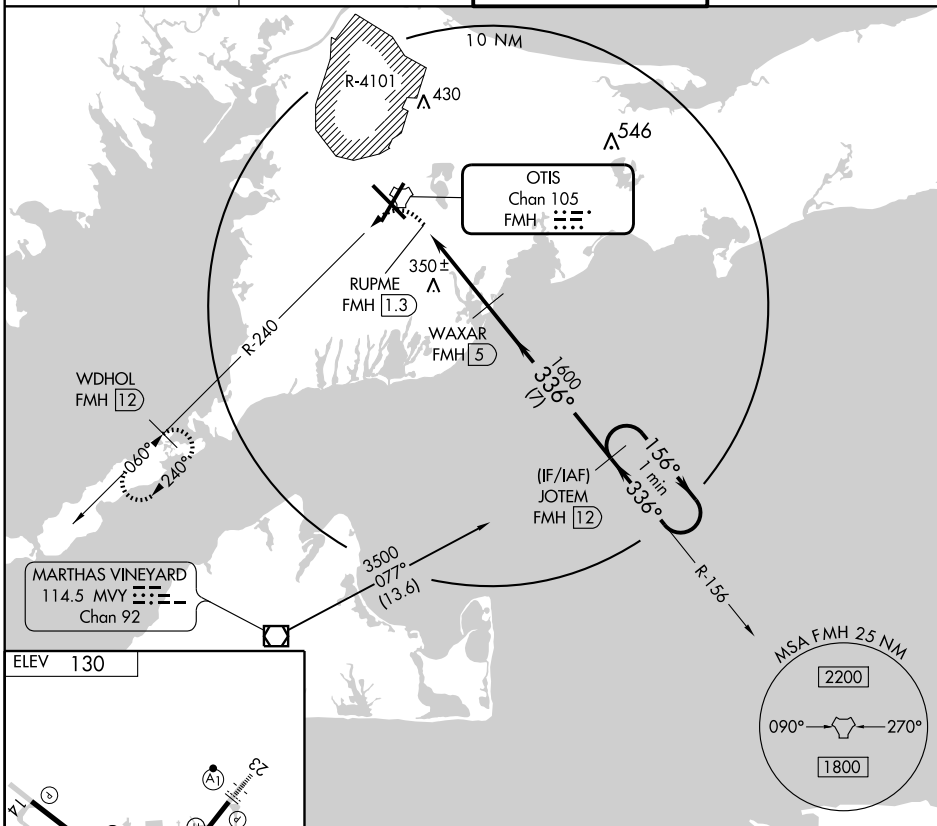 10 NM
R-4101
430
546
OTIS
Chan 105
FMH
350±
RUPME
FMH 1.3
WAXAR
FMH 5
R-240
WDHOL
FMH 12
060°
240°
1600
336°
(7)
156°
1 min
336°
(IF/IAF)
JOTEM
FMH 12
R-156
3500
077°
(13.6)
MARTHAS VINEYARD
114.5 MVY
Chan 92
MSA FMH 25 NM
2200
090°
270°
1800
ELEV 130
A1
23
14
P
P